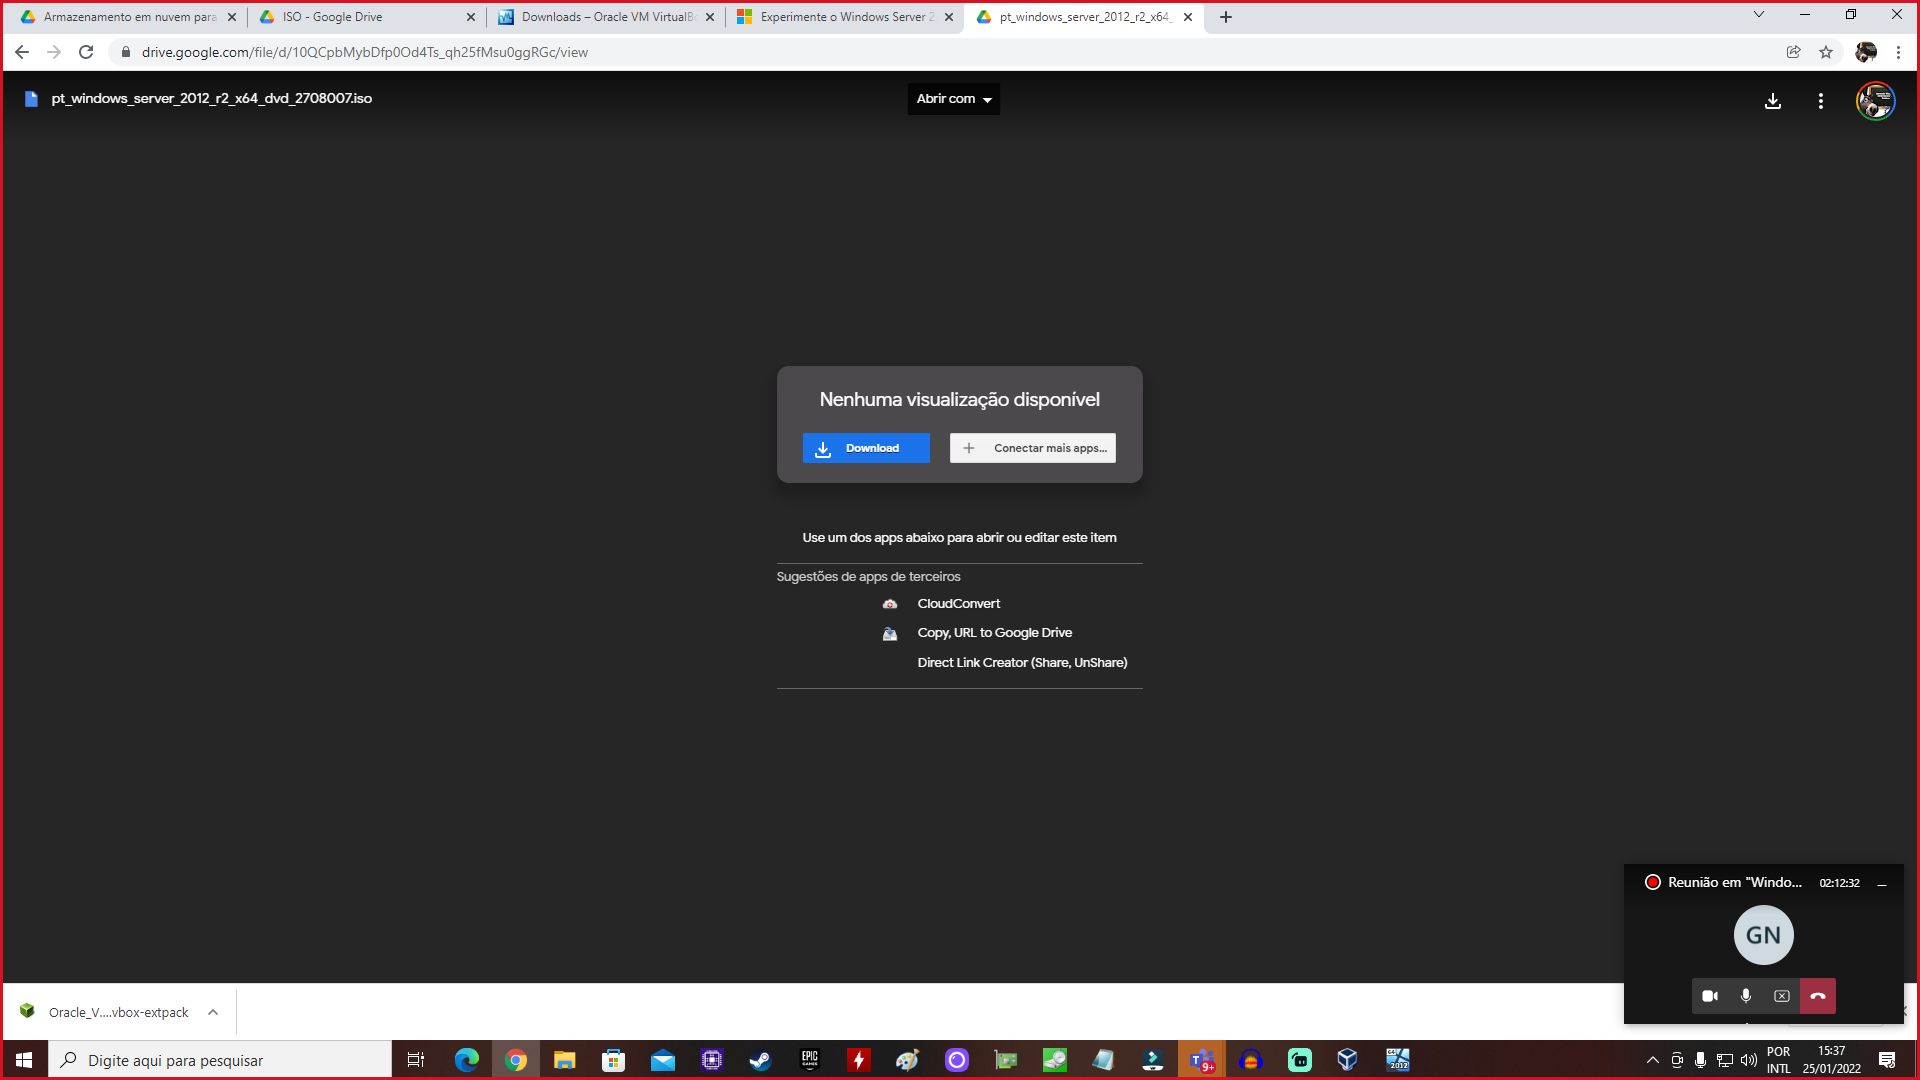 Armazenamento em nuvem para
ISO - Google Drive
Downloads – Oracle VM VirtualB
Experimente o Windows Server 2
pt_windows_server_2012_r2_x64_
drive.google.com/file/d/10QCpbMybDfp0Od4Ts_qh25fMsu0ggRGc/view
pt_windows_server_2012_r2_x64_dvd_2708007.iso
Abrir com
Nenhuma visualização disponível
Download
Conectar mais apps...
Use um dos apps abaixo para abrir ou editar este item
Sugestões de apps de terceiros
CloudConvert
Copy, URL to Google Drive
Direct Link Creator (Share, UnShare)
Reunião em "Windo...
02:12:32
GN
Oracle_V....vbox-extpack
Digite aqui para pesquisar
EPIC
GAMES
T
9+
2012
POR
INTL
15:37
25/01/2022